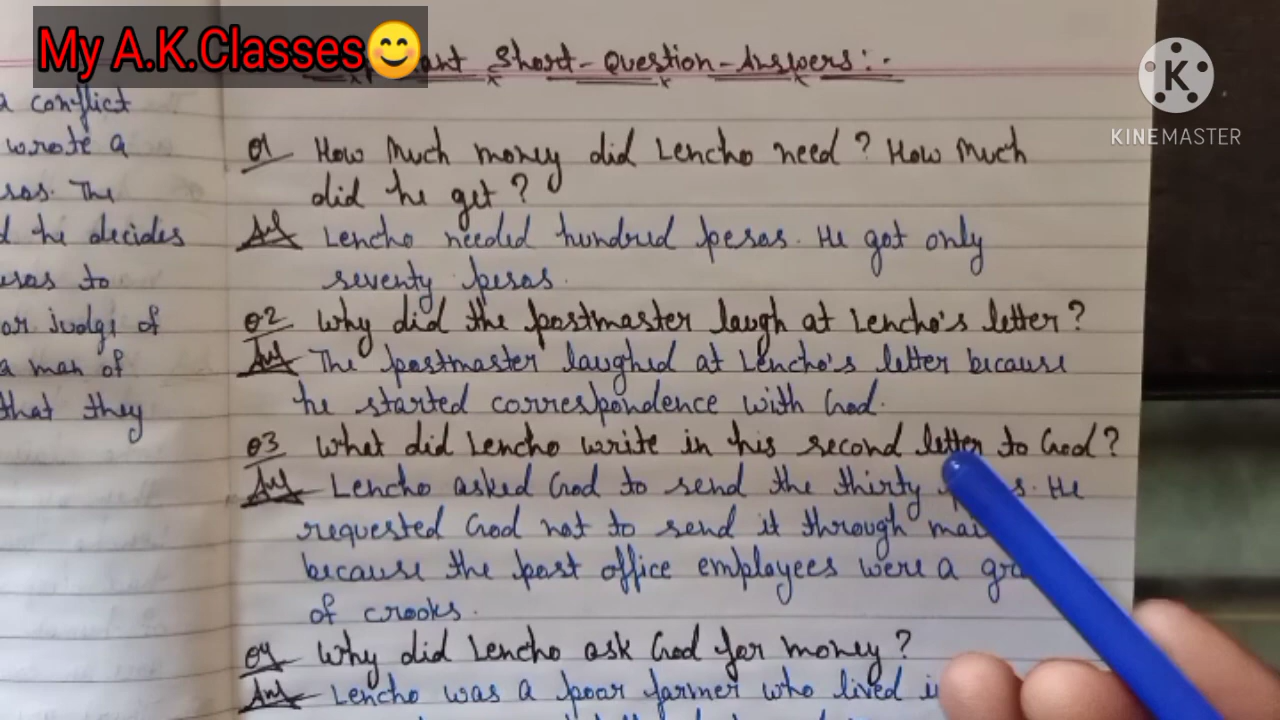 My A.K.Classes😊
Short-Question-Answers:-
K
KINEMASTER
a conflict
wrote a
The
d he decides
to
or judge of
a man of
that they
Q1 How Much money did Lencho need? How Much
did he get?
Ans Lencho needed hundred pesos. He got only
seventy pesos.
Q2 Why did the postmaster laugh at Lencho's letter?
Ans The postmaster laughed at Lencho's letter because
he started correspondence with God.
Q3 What did Lencho write in his second letter to God?
Ans Lencho asked God to send the thirty He
requested God not to send it through
because the post office employees were a
of crooks.
Q4 Why did Lencho ask God for money?
Ans Lencho was a poor farmer who lived